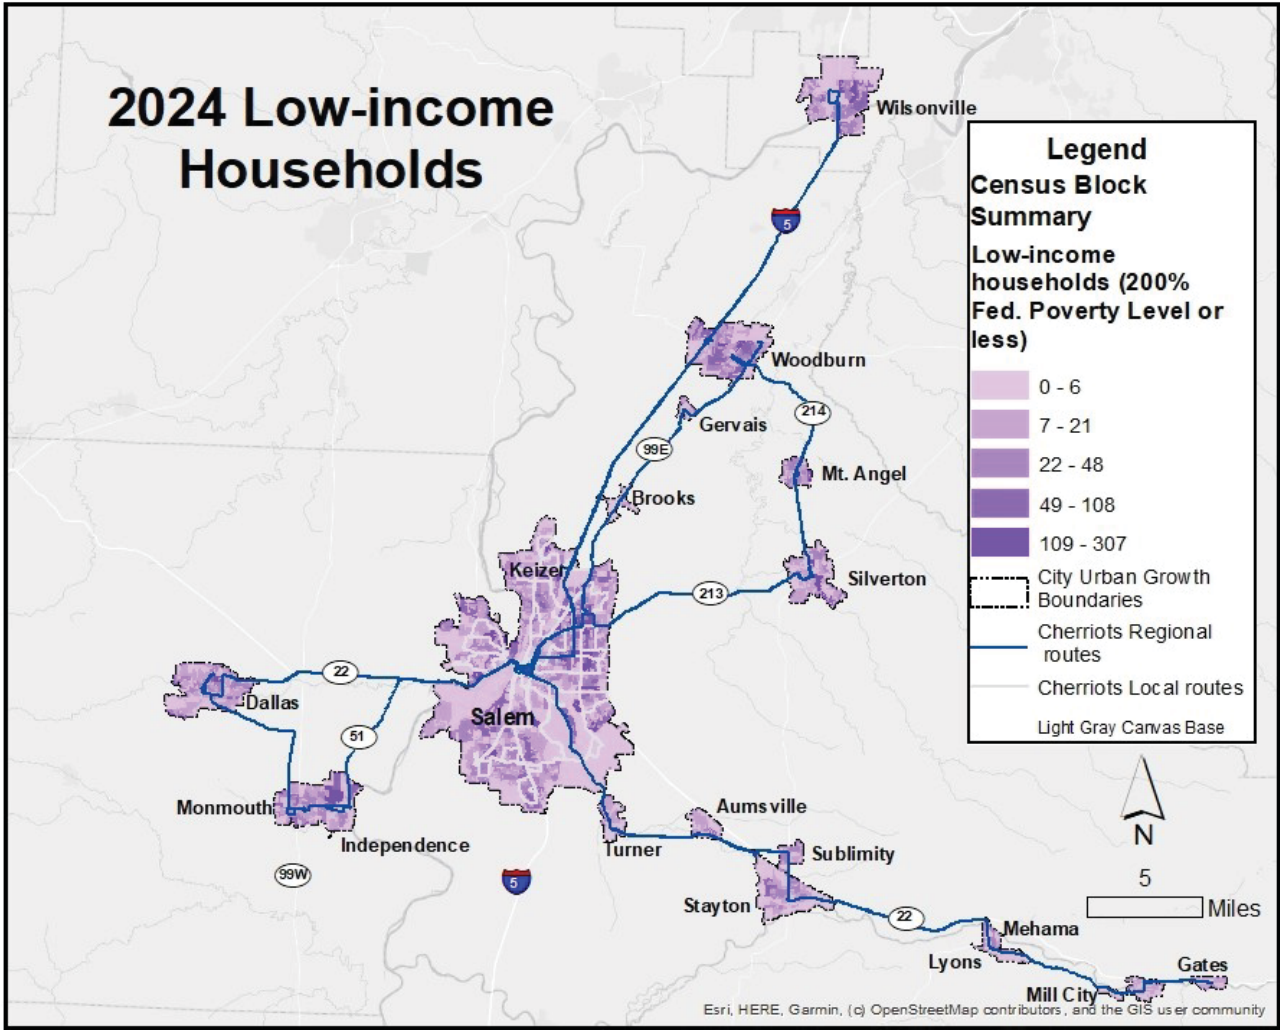 2024 Low-income
Households
Wilsonville
5
Woodburn
214
Gervais
99E
Mt. Angel
Brooks
Keizer
Silverton
213
22
Dallas
Salem
51
Monmouth
Independence
99W
5
Turner
Aumsville
Sublimity
Stayton
22
Mehama
Lyons
Gates
Mill City
Legend
Census Block
Summary
Low-income
households (200%
Fed. Poverty Level or
less)
0 - 6
7 - 21
22 - 48
49 - 108
109 - 307
City Urban Growth
Boundaries
Cherriots Regional
routes
Cherriots Local routes
Light Gray Canvas Base
N
5
Miles
Esri, HERE, Garmin, (c) OpenStreetMap contributors, and the GIS user community